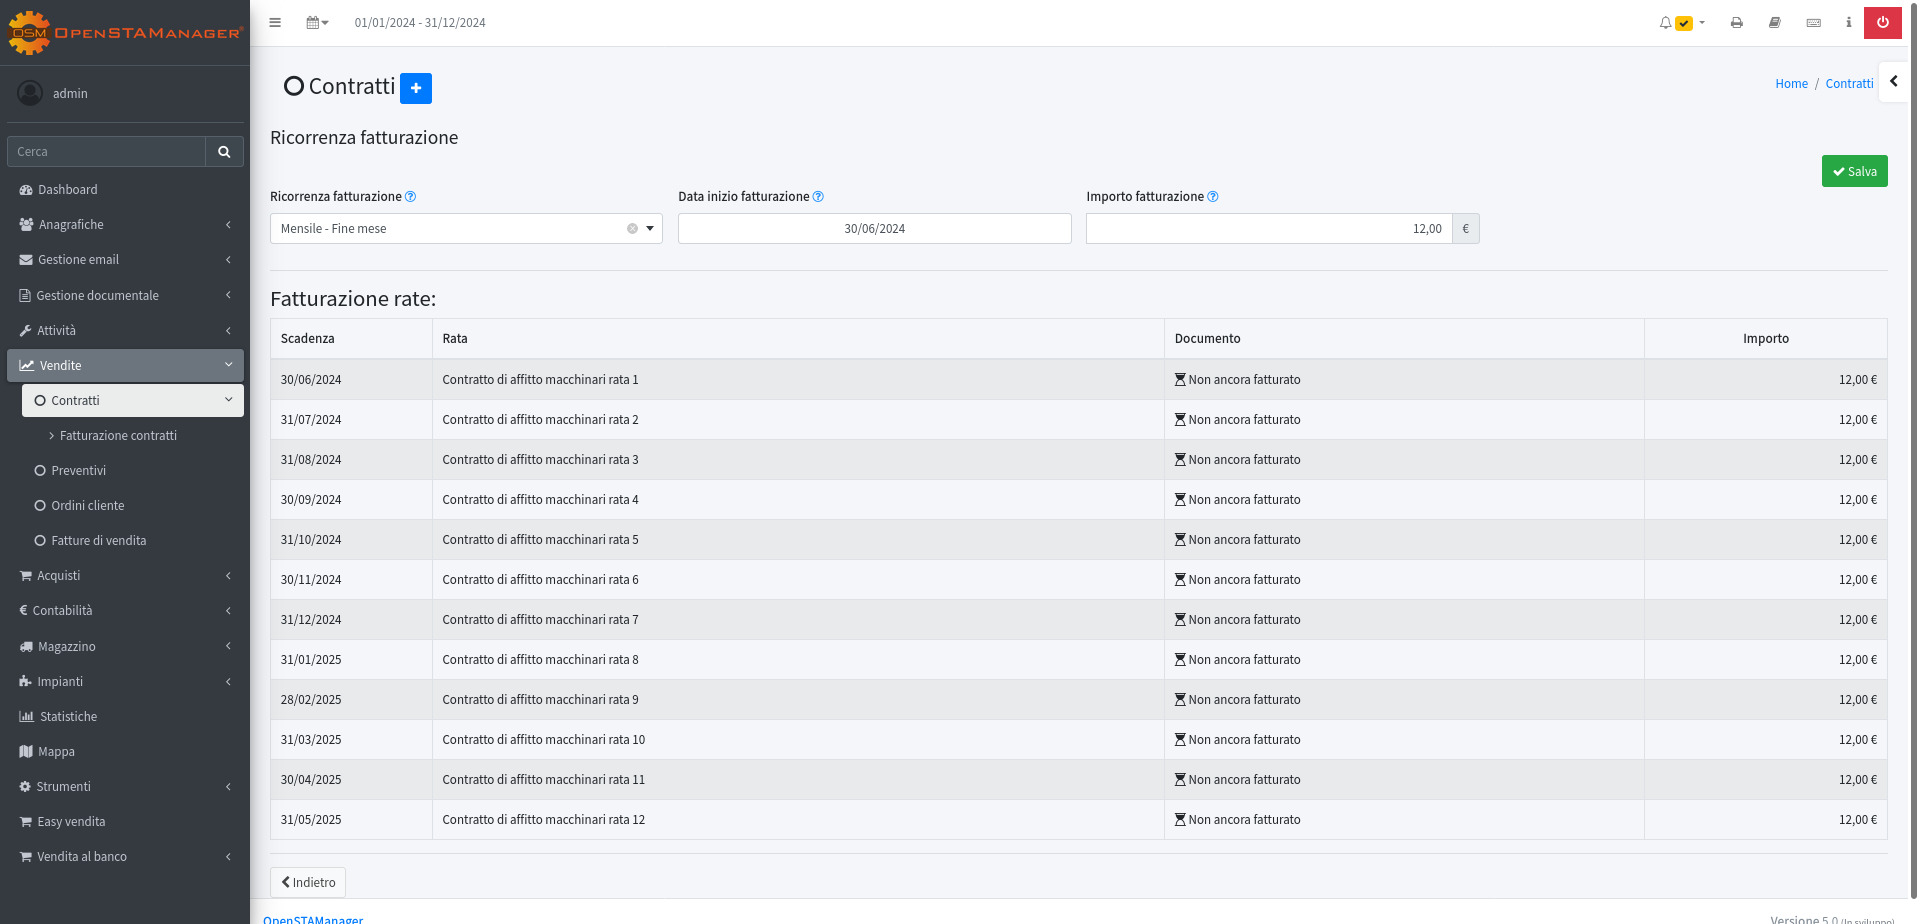 OSM OPENSTAMANAGER®
01/01/2024 - 31/12/2024
admin
Cerca
Dashboard
Anagrafiche
Gestione email
Gestione documentale
Attività
Vendite
Contratti
Fatturazione contratti
Preventivi
Ordini cliente
Fatture di vendita
Acquisti
€ Contabilità
Magazzino
Impianti
Statistiche
Mappa
Strumenti
Easy vendita
Vendita al banco
Contratti +
Home / Contratti
Ricorrenza fatturazione
Salva
Ricorrenza fatturazione Data inizio fatturazione Importo fatturazione
Mensile - Fine mese 30/06/2024 12,00 €
Fatturazione rate:
Scadenza Rata Documento Importo
30/06/2024 Contratto di affitto macchinari rata 1 Non ancora fatturato 12,00 €
31/07/2024 Contratto di affitto macchinari rata 2 Non ancora fatturato 12,00 €
31/08/2024 Contratto di affitto macchinari rata 3 Non ancora fatturato 12,00 €
30/09/2024 Contratto di affitto macchinari rata 4 Non ancora fatturato 12,00 €
31/10/2024 Contratto di affitto macchinari rata 5 Non ancora fatturato 12,00 €
30/11/2024 Contratto di affitto macchinari rata 6 Non ancora fatturato 12,00 €
31/12/2024 Contratto di affitto macchinari rata 7 Non ancora fatturato 12,00 €
31/01/2025 Contratto di affitto macchinari rata 8 Non ancora fatturato 12,00 €
28/02/2025 Contratto di affitto macchinari rata 9 Non ancora fatturato 12,00 €
31/03/2025 Contratto di affitto macchinari rata 10 Non ancora fatturato 12,00 €
30/04/2025 Contratto di affitto macchinari rata 11 Non ancora fatturato 12,00 €
31/05/2025 Contratto di affitto macchinari rata 12 Non ancora fatturato 12,00 €
Indietro
OpenSTAManager Versione 5.0 (In sviluppo)